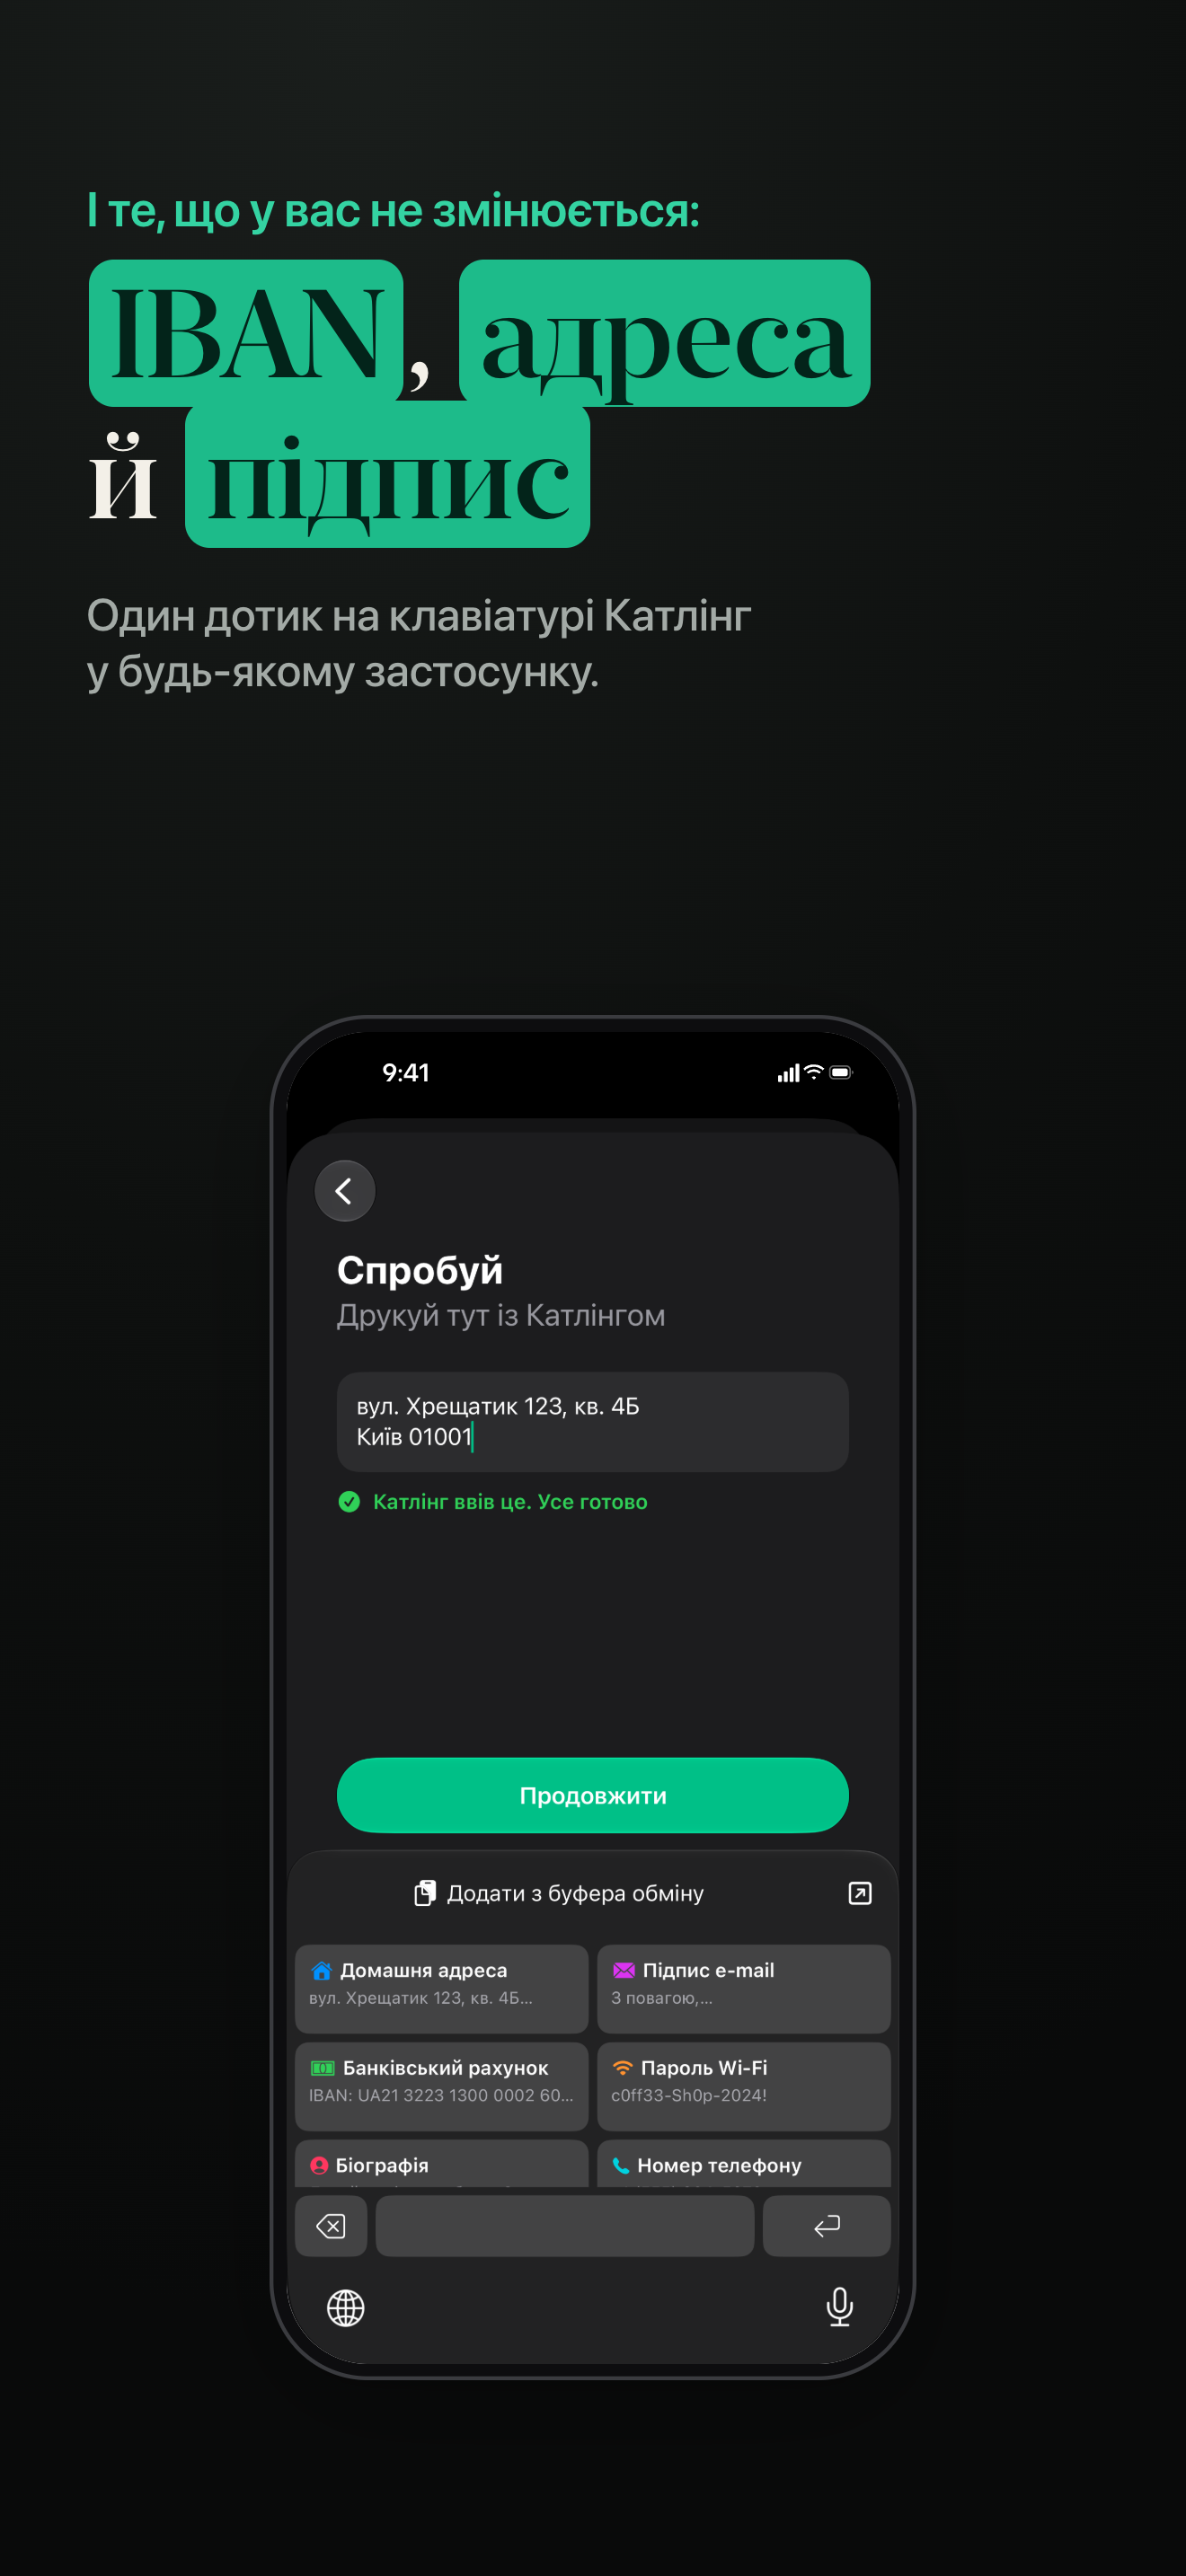 І те, що у вас не змінюється:
IBAN, адреса
й підпис
Один дотик на клавіатурі Катлінг
у будь-якому застосунку.
9:41
Спробуй
Друкуй тут із Катлінгом
вул. Хрещатик 123, кв. 4Б
Київ 01001
Катлінг ввів це. Усе готово
Продовжити
Додати з буфера обміну
Домашня адреса
вул. Хрещатик 123, кв. 4Б...
Підпис e-mail
З повагою,...
Банківський рахунок
IBAN: UA21 3223 1300 0002 60...
Пароль Wi-Fi
c0ff33-Sh0p-2024!
Біографія
Номер телефону